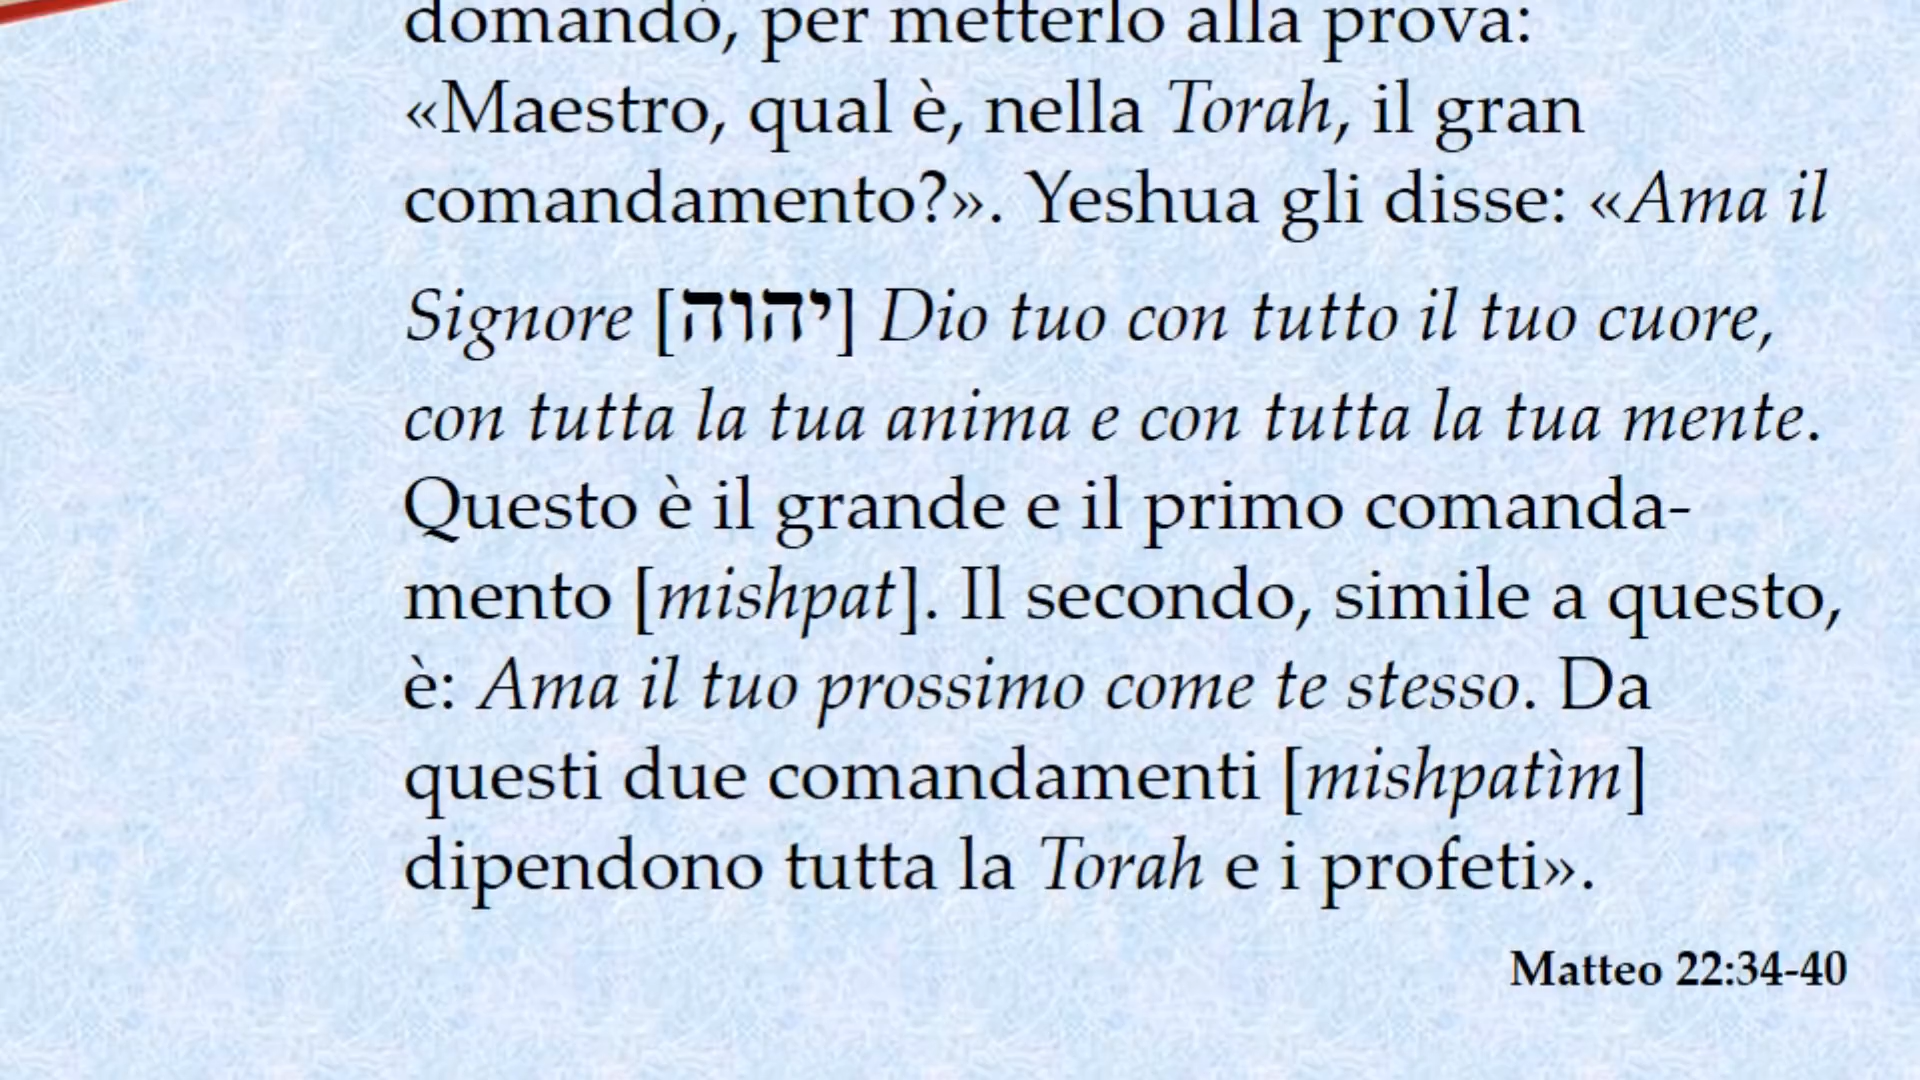 domandò, per metterlo alla prova:
«Maestro, qual è, nella Torah, il gran
comandamento?». Yeshua gli disse: «Ama il
Signore [יהוה] Dio tuo con tutto il tuo cuore,
con tutta la tua anima e con tutta la tua mente.
Questo è il grande e il primo comanda-
mento [mishpat]. Il secondo, simile a questo,
è: Ama il tuo prossimo come te stesso. Da
questi due comandamenti [mishpatìm]
dipendono tutta la Torah e i profeti».
Matteo 22:34-40